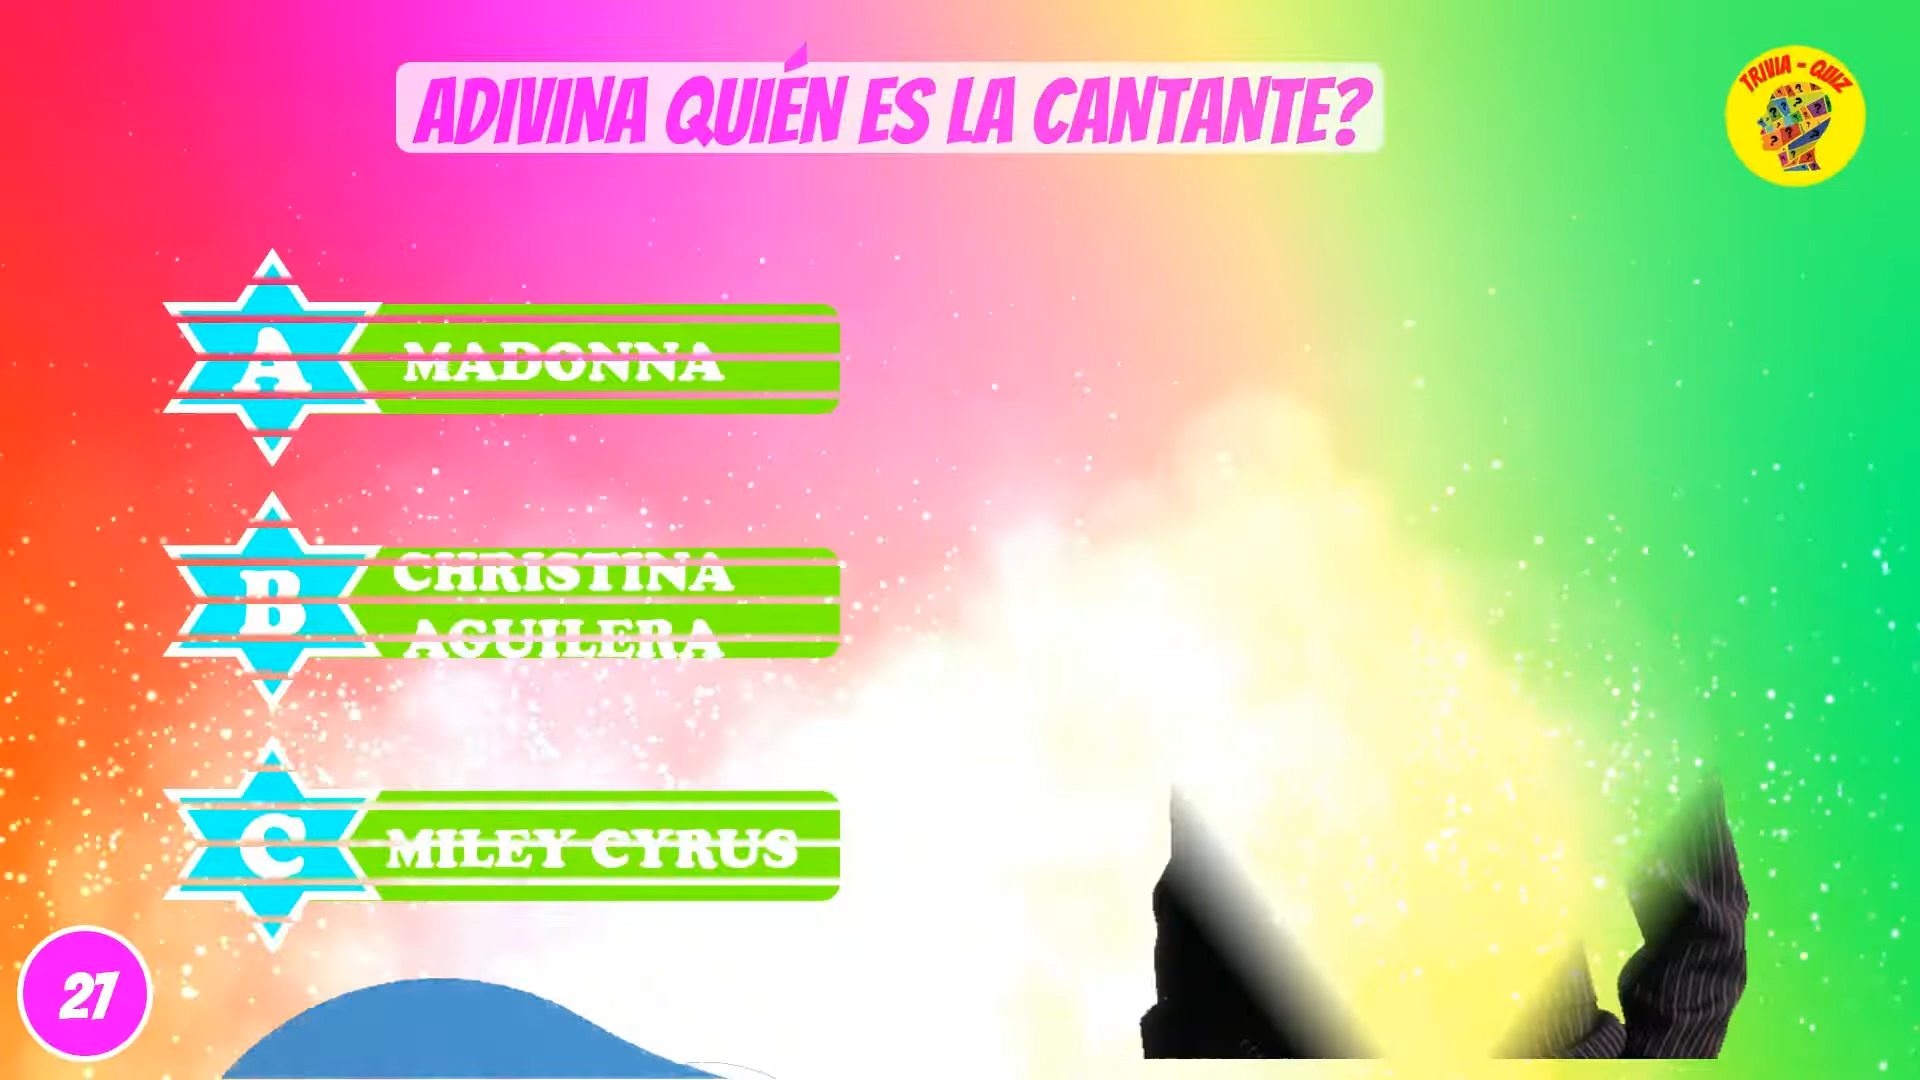 ADIVINA QUIÉN ES LA CANTANTE?
TRIVIA - QUIZ
A MADONNA
B CHRISTINA
AGUILERA
C MILEY CYRUS
27